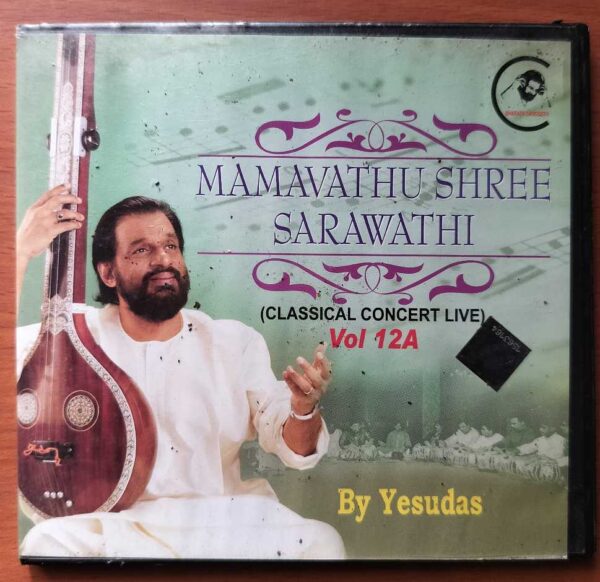 MAMAVATHU SHREE
SARAWATHI
(CLASSICAL CONCERT LIVE)
Vol 12A
By Yesudas